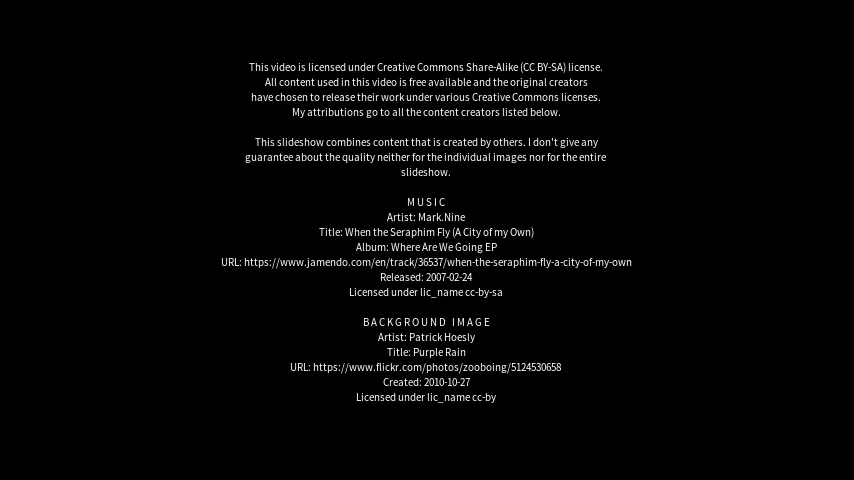 This video is licensed under Creative Commons Share-Alike (CC BY-SA) license.
All content used in this video is free available and the original creators
have chosen to release their work under various Creative Commons licenses.
My attributions go to all the content creators listed below.
This slideshow combines content that is created by others. I don't give any
guarantee about the quality neither for the individual images nor for the entire
slideshow.
M U S I C
Artist: Mark.Nine
Title: When the Seraphim Fly (A City of my Own)
Album: Where Are We Going EP
URL: https://www.jamendo.com/en/track/36537/when-the-seraphim-fly-a-city-of-my-own
Released: 2007-02-24
Licensed under lic_name cc-by-sa
B A C K G R O U N D   I M A G E
Artist: Patrick Hoesly
Title: Purple Rain
URL: https://www.flickr.com/photos/zooboing/5124530658
Created: 2010-10-27
Licensed under lic_name cc-by